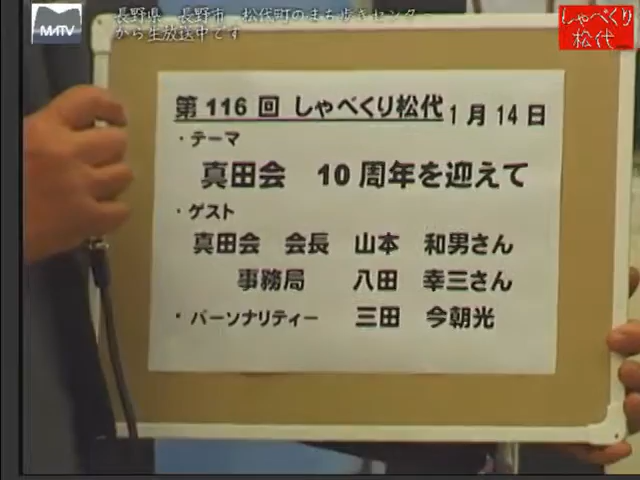 長野県 長野市 松代町のまち歩きセンター
から生放送中です
MATV
しゃべくり
松代
第116回 しゃべくり松代 1月14日
・テーマ
真田会 10周年を迎えて
・ゲスト
真田会 会長 山本 和男さん
事務局 八田 幸三さん
・パーソナリティー 三田 今朝光